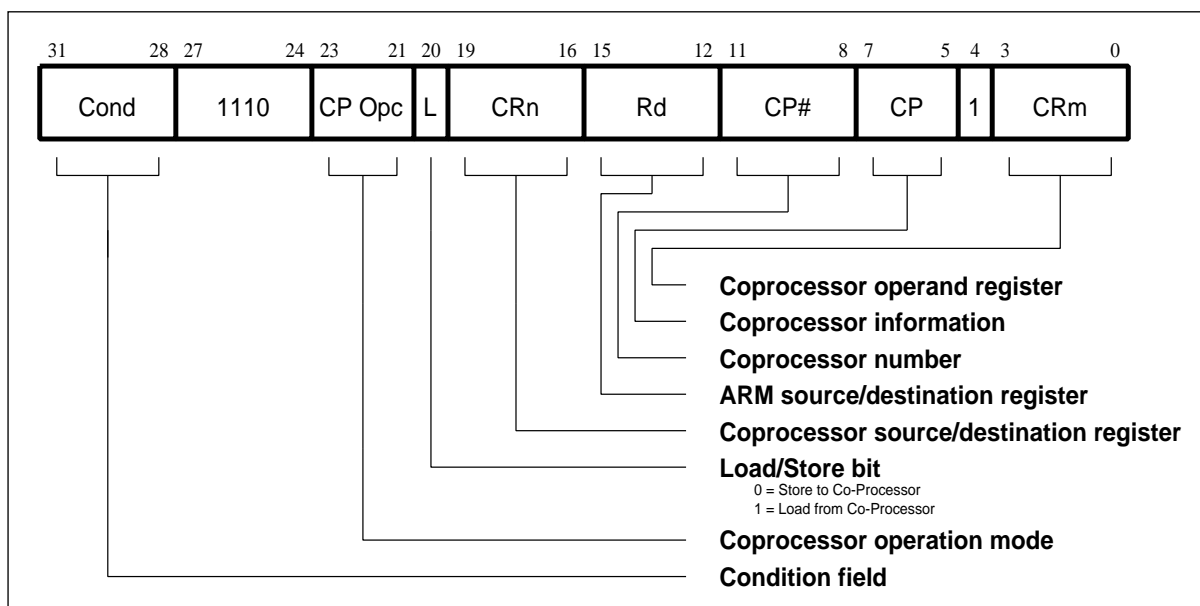 31 28 27 24 23 21 20 19 16 15 12 11 8 7 5 4 3 0
Cond 1110 CP Opc L CRn Rd CP# CP 1 CRm
Coprocessor operand register
Coprocessor information
Coprocessor number
ARM source/destination register
Coprocessor source/destination register
Load/Store bit
0 = Store to Co-Processor
1 = Load from Co-Processor
Coprocessor operation mode
Condition field